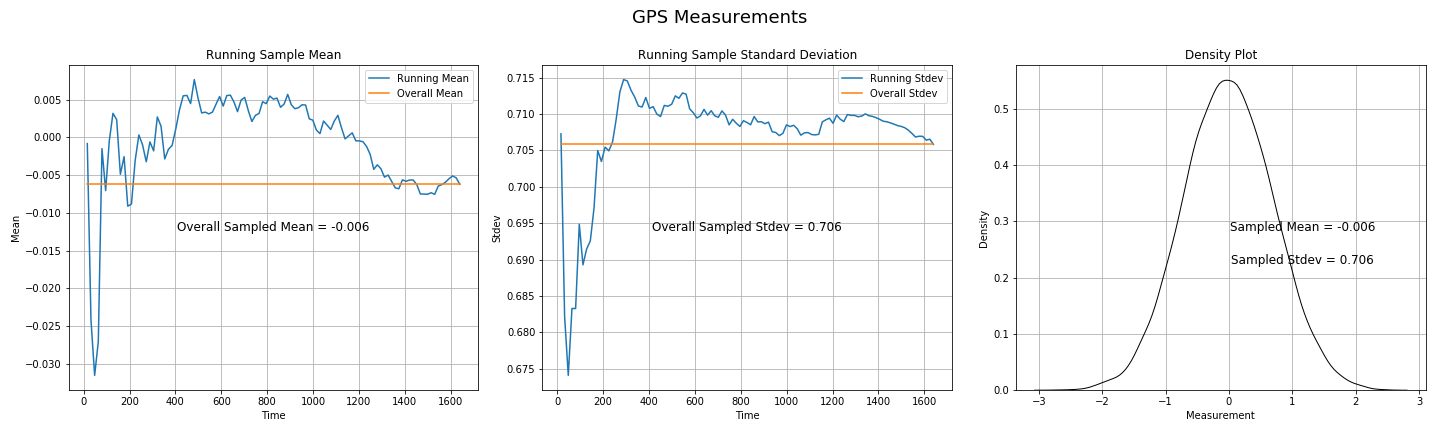 GPS Measurements
Running Sample Mean
Running Mean
Overall Mean
Overall Sampled Mean = -0.006
0.005
0.000
−0.005
−0.010
−0.015
−0.020
−0.025
−0.030
Mean
0 200 400 600 800 1000 1200 1400 1600
Time
Running Sample Standard Deviation
Running Stdev
Overall Stdev
Overall Sampled Stdev = 0.706
0.715
0.710
0.705
0.700
0.695
0.690
0.685
0.680
0.675
Stdev
0 200 400 600 800 1000 1200 1400 1600
Time
Density Plot
Sampled Mean = -0.006
Sampled Stdev = 0.706
0.5
0.4
0.3
0.2
0.1
0.0
Density
−3 −2 −1 0 1 2 3
Measurement